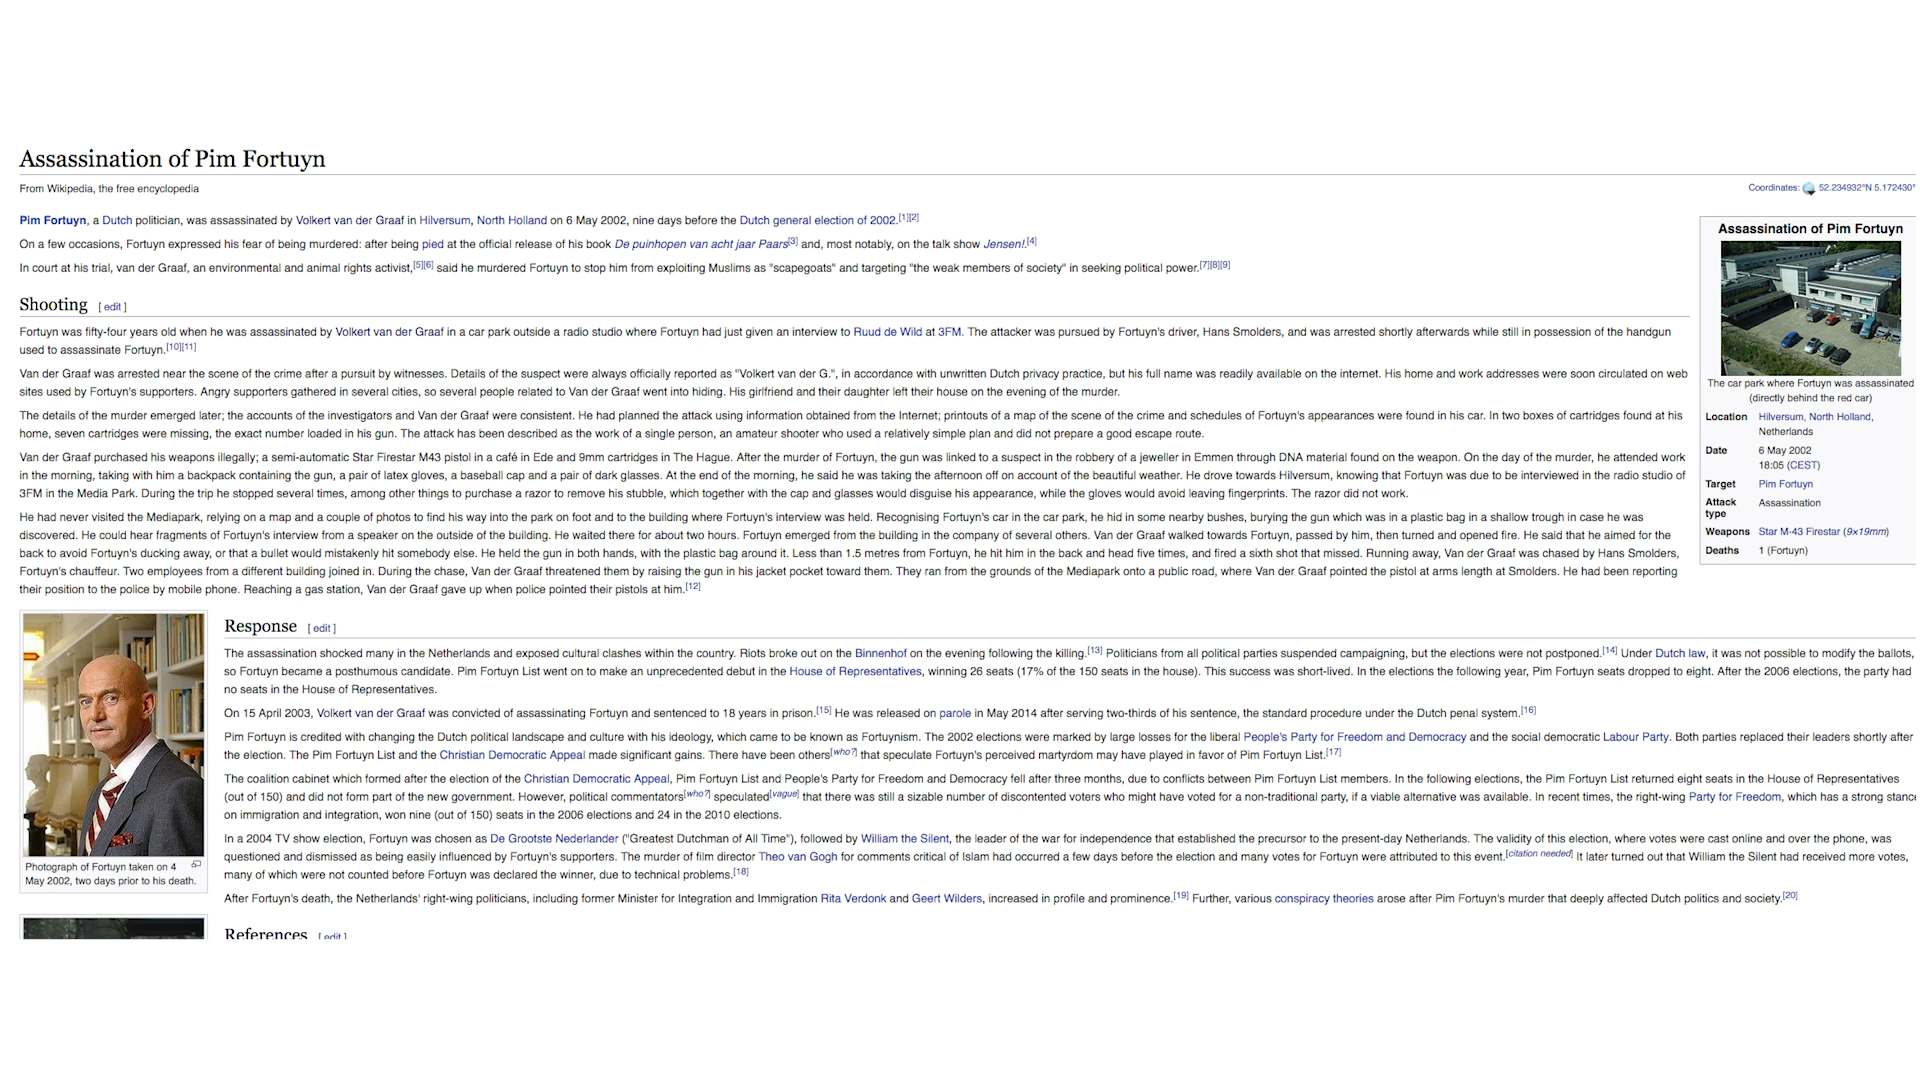 Assassination of Pim Fortuyn
From Wikipedia, the free encyclopedia
Coordinates: 52.234932°N 5.172430°
Pim Fortuyn, a Dutch politician, was assassinated by Volkert van der Graaf in Hilversum, North Holland on 6 May 2002, nine days before the Dutch general election of 2002.[1][2]
On a few occasions, Fortuyn expressed his fear of being murdered: after being pied at the official release of his book De puinhopen van acht jaar Paars[3] and, most notably, on the talk show Jensen!.[4]
In court at his trial, van der Graaf, an environmental and animal rights activist,[5][6] said he murdered Fortuyn to stop him from exploiting Muslims as "scapegoats" and targeting "the weak members of society" in seeking political power.[7][8][9]
Shooting [ edit ]
Fortuyn was fifty-four years old when he was assassinated by Volkert van der Graaf in a car park outside a radio studio where Fortuyn had just given an interview to Ruud de Wild at 3FM. The attacker was pursued by Fortuyn's driver, Hans Smolders, and was arrested shortly afterwards while still in possession of the handgun
used to assassinate Fortuyn.[10][11]
Van der Graaf was arrested near the scene of the crime after a pursuit by witnesses. Details of the suspect were always officially reported as "Volkert van der G.", in accordance with unwritten Dutch privacy practice, but his full name was readily available on the internet. His home and work addresses were soon circulated on web
sites used by Fortuyn's supporters. Angry supporters gathered in several cities, so several people related to Van der Graaf went into hiding. His girlfriend and their daughter left their house on the evening of the murder.
The details of the murder emerged later; the accounts of the investigators and Van der Graaf were consistent. He had planned the attack using information obtained from the Internet; printouts of a map of the scene of the crime and schedules of Fortuyn's appearances were found in his car. In two boxes of cartridges found at his
home, seven cartridges were missing, the exact number loaded in his gun. The attack has been described as the work of a single person, an amateur shooter who used a relatively simple plan and did not prepare a good escape route.
Van der Graaf purchased his weapons illegally; a semi-automatic Star Firestar M43 pistol in a café in Ede and 9mm cartridges in The Hague. After the murder of Fortuyn, the gun was linked to a suspect in the robbery of a jeweller in Emmen through DNA material found on the weapon. On the day of the murder, he attended work
in the morning, taking with him a backpack containing the gun, a pair of latex gloves, a baseball cap and a pair of dark glasses. At the end of the morning, he said he was taking the afternoon off on account of the beautiful weather. He drove towards Hilversum, knowing that Fortuyn was due to be interviewed in the radio studio of
3FM in the Media Park. During the trip he stopped several times, among other things to purchase a razor to remove his stubble, which together with the cap and glasses would disguise his appearance, while the gloves would avoid leaving fingerprints. The razor did not work.
He had never visited the Mediapark, relying on a map and a couple of photos to find his way into the park on foot and to the building where Fortuyn's interview was held. Recognising Fortuyn's car in the car park, he hid in some nearby bushes, burying the gun which was in a plastic bag in a shallow trough in case he was
discovered. He could hear fragments of Fortuyn's interview from a speaker on the outside of the building. He waited there for about two hours. Fortuyn emerged from the building in the company of several others. Van der Graaf walked towards Fortuyn, passed by him, then turned and opened fire. He said that he aimed for the
back to avoid Fortuyn's ducking away, or that a bullet would mistakenly hit somebody else. He held the gun in both hands, with the plastic bag around it. Less than 1.5 metres from Fortuyn, he hit him in the back and head five times, and fired a sixth shot that missed. Running away, Van der Graaf was chased by Hans Smolders,
Fortuyn's chauffeur. Two employees from a different building joined in. During the chase, Van der Graaf threatened them by raising the gun in his jacket pocket toward them. They ran from the grounds of the Mediapark onto a public road, where Van der Graaf pointed the pistol at arms length at Smolders. He had been reporting
their position to the police by mobile phone. Reaching a gas station, Van der Graaf gave up when police pointed their pistols at him.[12]
Assassination of Pim Fortuyn
The car park where Fortuyn was assassinated
(directly behind the red car)
Location Hilversum, North Holland,
Netherlands
Date 6 May 2002
18:05 (CEST)
Target Pim Fortuyn
Attack Assassination
type
Weapons Star M-43 Firestar (9×19mm)
Deaths 1 (Fortuyn)
Photograph of Fortuyn taken on 4
May 2002, two days prior to his death.
Response [ edit ]
The assassination shocked many in the Netherlands and exposed cultural clashes within the country. Riots broke out on the Binnenhof on the evening following the killing.[13] Politicians from all political parties suspended campaigning, but the elections were not postponed.[14] Under Dutch law, it was not possible to modify the ballots,
so Fortuyn became a posthumous candidate. Pim Fortuyn List went on to make an unprecedented debut in the House of Representatives, winning 26 seats (17% of the 150 seats in the house). This success was short-lived. In the elections the following year, Pim Fortuyn seats dropped to eight. After the 2006 elections, the party had
no seats in the House of Representatives.
On 15 April 2003, Volkert van der Graaf was convicted of assassinating Fortuyn and sentenced to 18 years in prison.[15] He was released on parole in May 2014 after serving two-thirds of his sentence, the standard procedure under the Dutch penal system.[16]
Pim Fortuyn is credited with changing the Dutch political landscape and culture with his ideology, which came to be known as Fortuynism. The 2002 elections were marked by large losses for the liberal People's Party for Freedom and Democracy and the social democratic Labour Party. Both parties replaced their leaders shortly after
the election. The Pim Fortuyn List and the Christian Democratic Appeal made significant gains. There have been others[who?] that speculate Fortuyn's perceived martyrdom may have played in favor of Pim Fortuyn List.[17]
The coalition cabinet which formed after the election of the Christian Democratic Appeal, Pim Fortuyn List and People's Party for Freedom and Democracy fell after three months, due to conflicts between Pim Fortuyn List members. In the following elections, the Pim Fortuyn List returned eight seats in the House of Representatives
(out of 150) and did not form part of the new government. However, political commentators[who?] speculated[vague] that there was still a sizable number of discontented voters who might have voted for a non-traditional party, if a viable alternative was available. In recent times, the right-wing Party for Freedom, which has a strong stance
on immigration and integration, won nine (out of 150) seats in the 2006 elections and 24 in the 2010 elections.
In a 2004 TV show election, Fortuyn was chosen as De Grootste Nederlander ("Greatest Dutchman of All Time"), followed by William the Silent, the leader of the war for independence that established the precursor to the present-day Netherlands. The validity of this election, where votes were cast online and over the phone, was
questioned and dismissed as being easily influenced by Fortuyn's supporters. The murder of film director Theo van Gogh for comments critical of Islam had occurred a few days before the election and many votes for Fortuyn were attributed to this event.[citation needed] It later turned out that William the Silent had received more votes,
many of which were not counted before Fortuyn was declared the winner, due to technical problems.[18]
After Fortuyn's death, the Netherlands' right-wing politicians, including former Minister for Integration and Immigration Rita Verdonk and Geert Wilders, increased in profile and prominence.[19] Further, various conspiracy theories arose after Pim Fortuyn's murder that deeply affected Dutch politics and society.[20]
References [ edit ]